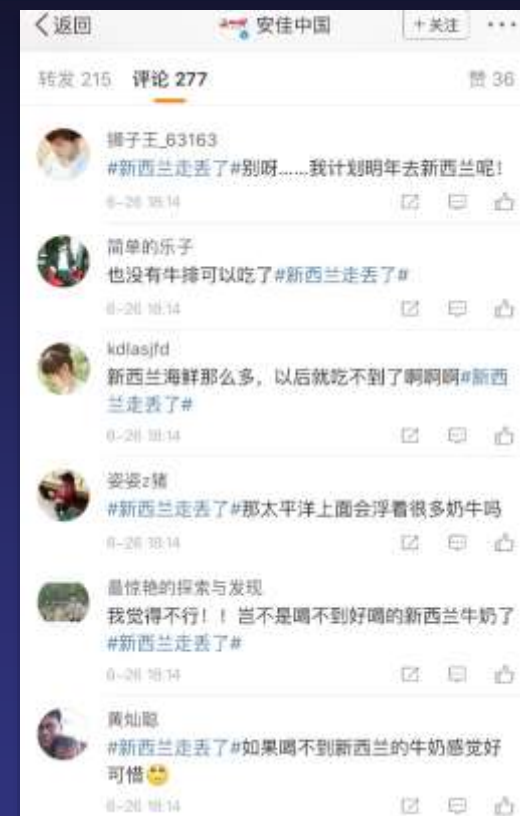 返回
安佳中国
+关注
转发 215
评论 277
赞 36
狮子王_63163
#新西兰走丢了#别呀……我计划明年去新西兰呢!
6-26 18:14
简单的乐子
也没有牛排可以吃了#新西兰走丢了#
6-26 18:14
kdlasjfd
新西兰海鲜那么多，以后就吃不到了啊啊啊#新西
兰走丢了#
6-26 18:14
姿姿z猪
#新西兰走丢了#那太平洋上面会浮着很多奶牛吗
6-26 18:14
最惊艳的探索与发现
我觉得不行！！岂不是喝不到好喝的新西兰牛奶了
#新西兰走丢了#
6-26 18:14
黄灿聪
#新西兰走丢了#如果喝不到新西兰的牛奶感觉好
可惜
6-26 18:14